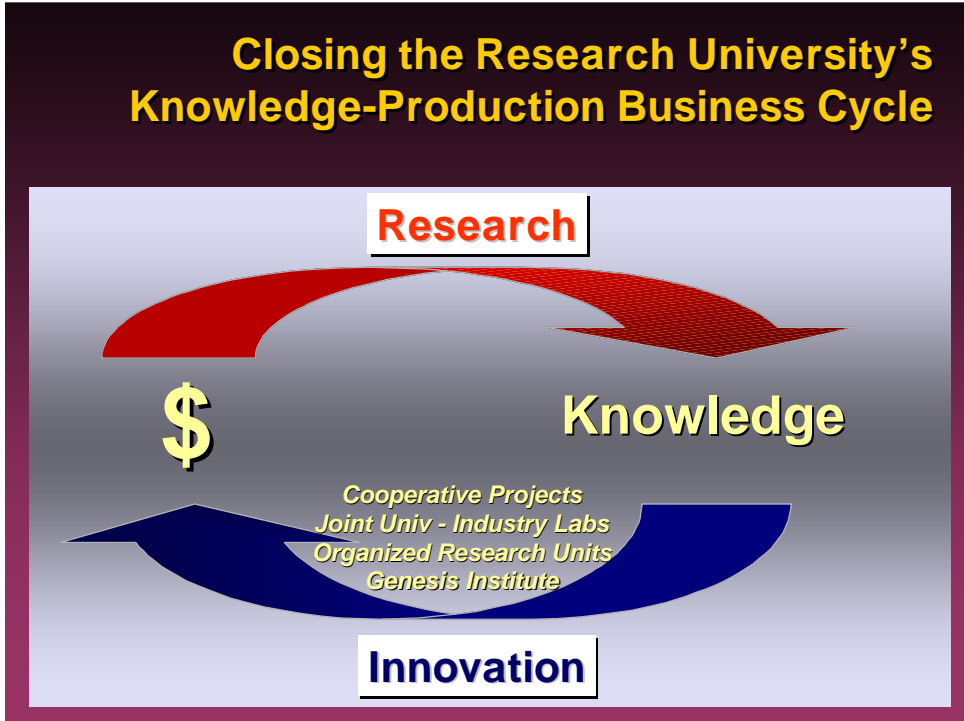 Closing the Research University’s
Knowledge-Production Business Cycle
Research
$
Knowledge
Cooperative Projects
Joint Univ - Industry Labs
Organized Research Units
Genesis Institute
Innovation